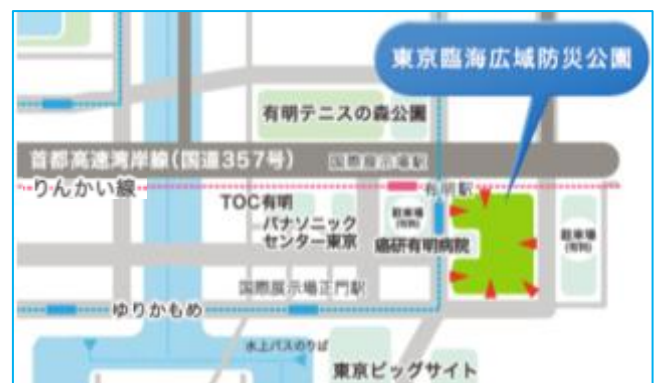 東京臨海広域防災公園
有明テニスの森公園
首都高速湾岸線(国道357号)
国際展示場駅
りんかい線
有明駅
TOC有明
パナソニック
センター東京
駐車場
(有料)
癌研有明病院
駐車場
(有料)
国際展示場正門駅
ゆりかもめ
水上バスのりば
東京ビッグサイト